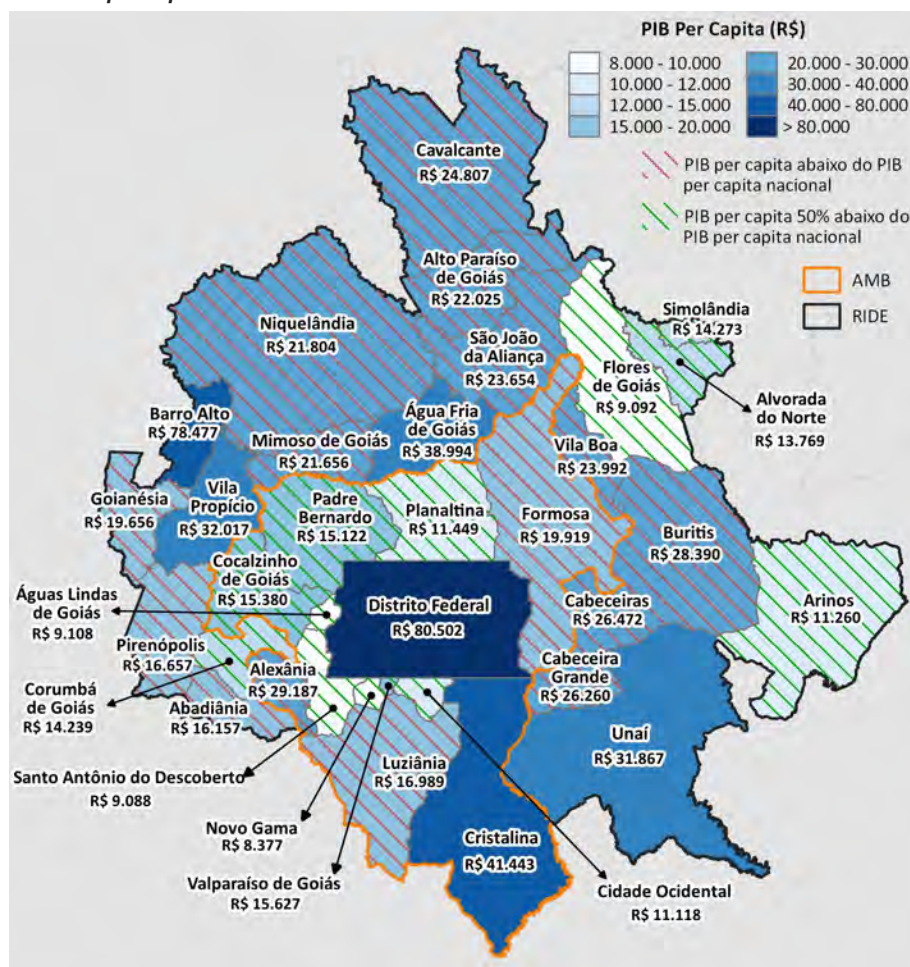 PIB Per Capita (R$)
8.000 - 10.000
10.000 - 12.000
12.000 - 15.000
15.000 - 20.000
20.000 - 30.000
30.000 - 40.000
40.000 - 80.000
> 80.000
PIB per capita abaixo do PIB
per capita nacional
PIB per capita 50% abaixo do
PIB per capita nacional
AMB
RIDE
Cavalcante
R$ 24.807
Alto Paraíso
de Goiás
R$ 22.025
Niquelândia
R$ 21.804
São João
da Aliança
R$ 23.654
Simolândia
R$ 14.273
Flores
de Goiás
R$ 9.092
Alvorada
do Norte
R$ 13.769
Barro Alto
R$ 78.477
Água Fria
de Goiás
R$ 38.994
Mimoso de Goiás
R$ 21.656
Vila Boa
R$ 23.992
Goianésia
R$ 19.656
Vila
Propício
R$ 32.017
Padre
Bernardo
R$ 15.122
Planaltina
R$ 11.449
Formosa
R$ 19.919
Buritis
R$ 28.390
Cocalzinho
de Goiás
R$ 15.380
Águas Lindas
de Goiás
R$ 9.108
Distrito Federal
R$ 80.502
Cabeceiras
R$ 26.472
Arinos
R$ 11.260
Pirenópolis
R$ 16.657
Alexânia
R$ 29.187
Cabeceira
Grande
R$ 26.260
Corumbá
de Goiás
R$ 14.239
Abadiânia
R$ 16.157
Unaí
R$ 31.867
Santo Antônio do Descoberto
R$ 9.088
Luziânia
R$ 16.989
Novo Gama
R$ 8.377
Cristalina
R$ 41.443
Valparaíso de Goiás
R$ 15.627
Cidade Ocidental
R$ 11.118